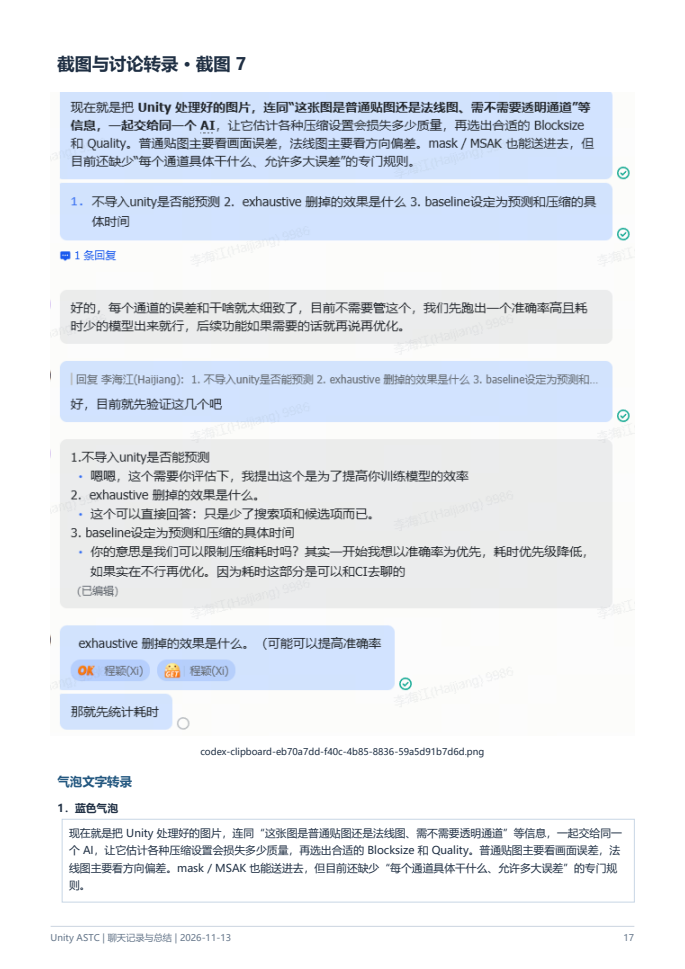 截图与讨论转录 · 截图 7
现在就是把 Unity 处理好的图片，连同“这张图是普通贴图还是法线图、需不需要透明通道”等
信息，一起交给同一个 AI，让它估计各种压缩设置会损失多少质量，再选出合适的 Blocksize
和 Quality。普通贴图主要看画面误差，法线图主要看方向偏差。mask / MSAK 也能送进去，但
目前还缺少“每个通道具体干什么、允许多大误差”的专门规则。
1. 不导入unity是否能预测 2. exhaustive 删掉的效果是什么 3. baseline设定为预测和压缩的具
体时间
1 条回复
好的，每个通道的误差和干啥就太细致了，目前不需要管这个，我们先跑出一个准确率高且耗
时少的模型出来就行，后续功能如果需要的话就再说再优化。
回复 李海江(Haijiang)： 1. 不导入unity是否能预测 2. exhaustive 删掉的效果是什么 3. baseline设定为预测和...
好，目前就先验证这几个吧
1.不导入unity是否能预测
• 嗯嗯，这个需要你评估下，我提出这个是为了提高你训练模型的效率
2. exhaustive 删掉的效果是什么。
• 这个可以直接回答：只是少了搜索项和候选项而已。
3. baseline设定为预测和压缩的具体时间
• 你的意思是我们可以限制压缩耗时吗？其实一开始我想以准确率为优先，耗时优先级降低，
如果实在不行再优化。因为耗时这部分是可以和CI去聊的
(已编辑)
exhaustive 删掉的效果是什么。（可能可以提高准确率
OK 程颖(Xi) GET 程颖(Xi)
那就先统计耗时
李海江(Haijiang) 9986
codex-clipboard-eb70a7dd-f40c-4b85-8836-59a5d91b7d6d.png
气泡文字转录
1. 蓝色气泡
现在就是把 Unity 处理好的图片，连同“这张图是普通贴图还是法线图、需不需要透明通道”等信息，一起交给同一
个 AI，让它估计各种压缩设置会损失多少质量，再选出合适的 Blocksize 和 Quality。普通贴图主要看画面误差，法
线图主要看方向偏差。mask / MSAK 也能送进去，但目前还缺少“每个通道具体干什么、允许多大误差”的专门规
则。
Unity ASTC | 聊天记录与总结 | 2026-11-13
17